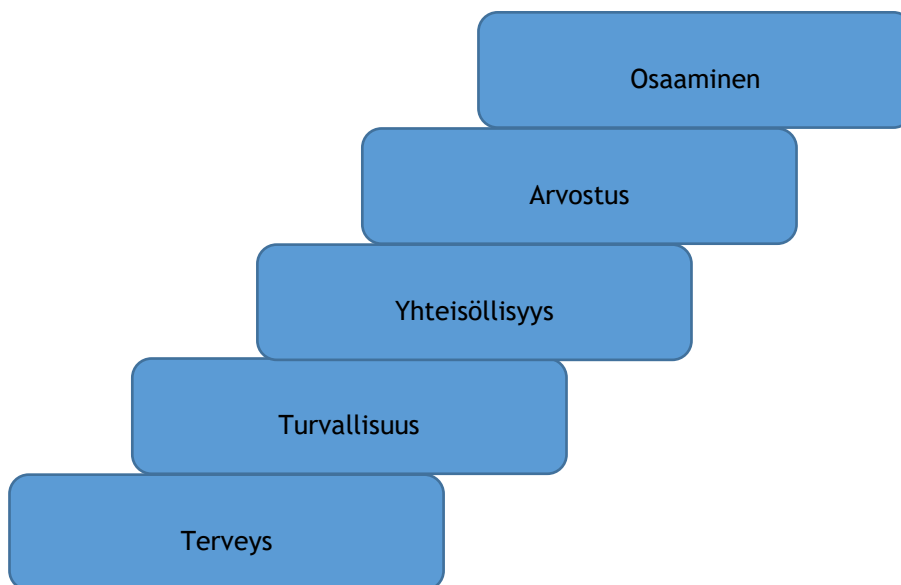 Osaaminen
Arvostus
Yhteisöllisyys
Turvallisuus
Terveys